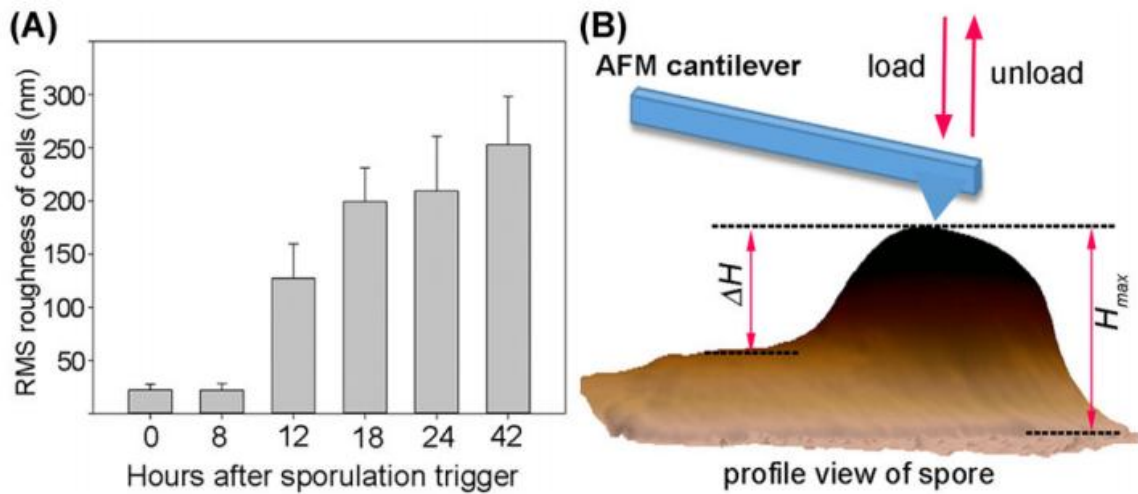 (A)
RMS roughness of cells (nm)
300
250
200
150
100
50
0 8 12 18 24 42
Hours after sporulation trigger
(B)
AFM cantilever
load
unload
ΔH
Hmax
profile view of spore